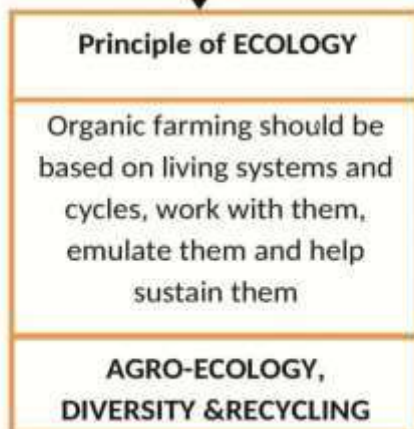 Principle of ECOLOGY
Organic farming should be
based on living systems and
cycles, work with them,
emulate them and help
sustain them
AGRO-ECOLOGY,
DIVERSITY &RECYCLING